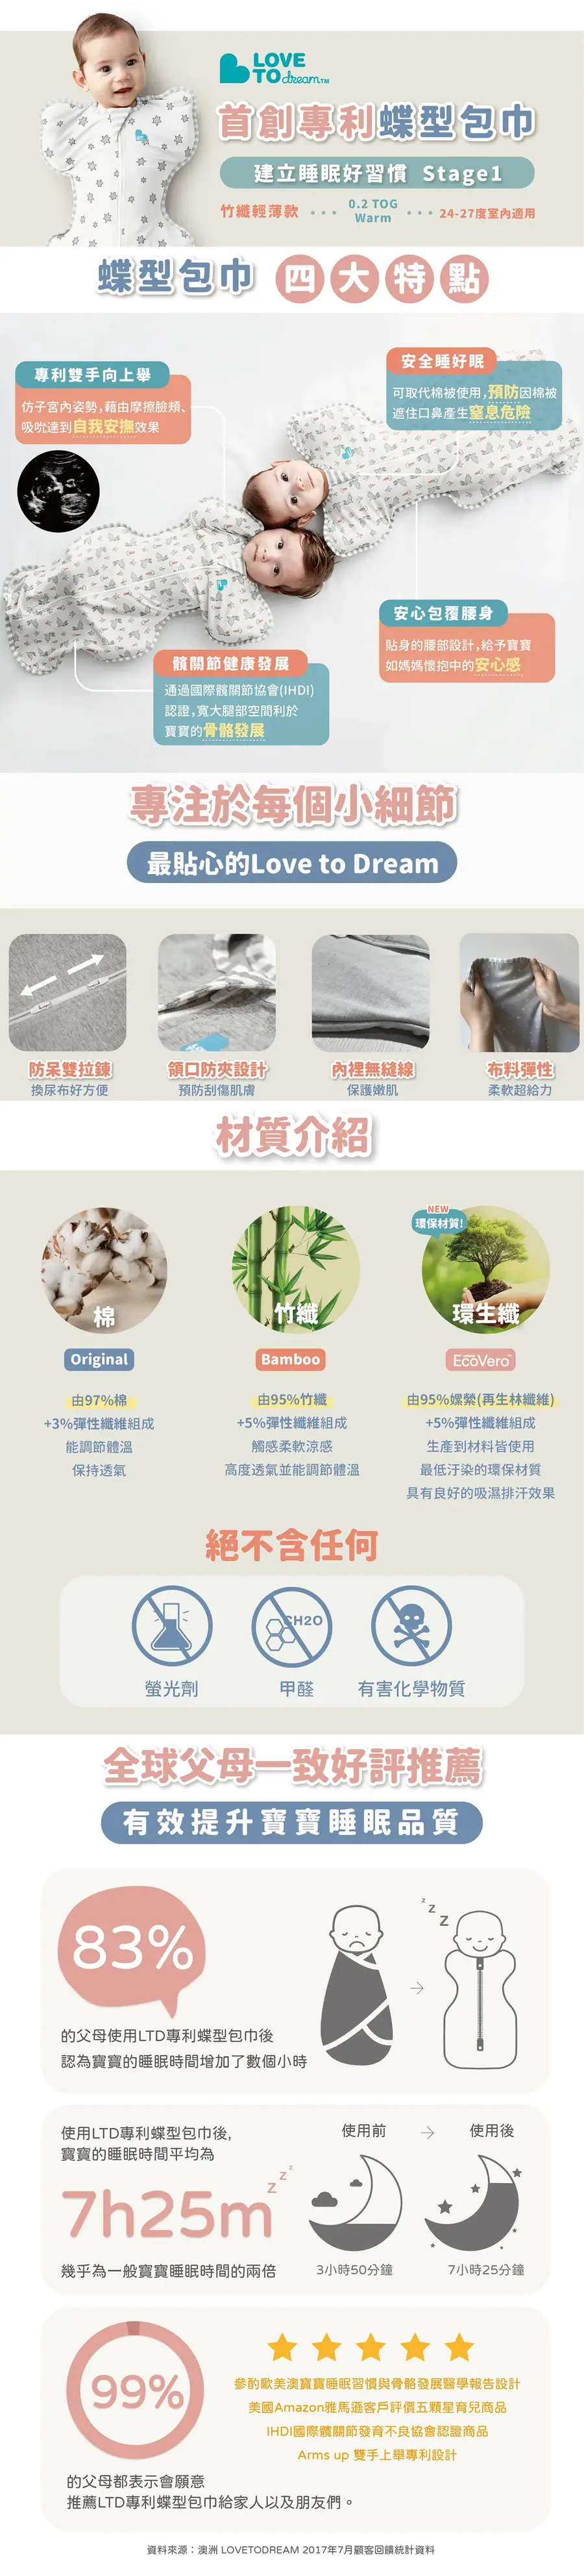 LOVE
TO dream™
首創專利蝶型包巾
建立睡眠好習慣 Stage1
竹纖輕薄款 ・・・ 0.2 TOG Warm ・・・ 24-27度室內適用
蝶型包巾 四大特點
專利雙手向上舉
仿子宮內姿勢,藉由摩擦臉頰、
吸吮達到自我安撫效果
安全睡好眠
可取代棉被使用,預防因棉被
遮住口鼻產生窒息危險
安心包覆腰身
貼身的腰部設計,給予寶寶
如媽媽懷抱中的安心感
髖關節健康發展
通過國際髖關節協會(IHDI)
認證,寬大腿部空間利於
寶寶的骨骼發展
專注於每個小細節
最貼心的Love to Dream
防呆雙拉鍊
換尿布好方便
領口防夾設計
預防刮傷肌膚
內裡無縫線
保護嫩肌
布料彈性
柔軟超給力
材質介紹
棉
Original
由97%棉
+3%彈性纖維組成
能調節體溫
保持透氣
竹纖
Bamboo
由95%竹纖
+5%彈性纖維組成
觸感柔軟涼感
高度透氣並能調節體溫
NEW
環保材質!
環生纖
EcoVero™
由95%嫘縈(再生林纖維)
+5%彈性纖維組成
生產到材料皆使用
最低汙染的環保材質
具有良好的吸濕排汗效果
絕不含任何
CH2O
螢光劑
甲醛
有害化學物質
全球父母一致好評推薦
有效提升寶寶睡眠品質
83%
的父母使用LTD專利蝶型包巾後
認為寶寶的睡眠時間增加了數個小時
z
z
z
使用LTD專利蝶型包巾後,
寶寶的睡眠時間平均為
7h25m
z
z
z
幾乎為一般寶寶睡眠時間的兩倍
使用前
使用後
3小時50分鐘
7小時25分鐘
99%
的父母都表示會願意
推薦LTD專利蝶型包巾給家人以及朋友們。
參酌歐美澳寶寶睡眠習慣與骨骼發展醫學報告設計
美國Amazon雅馬遜客戶評價五顆星育兒商品
IHDI國際髖關節發育不良協會認證商品
Arms up 雙手上舉專利設計
資料來源：澳洲 LOVETODREAM 2017年7月顧客回饋統計資料